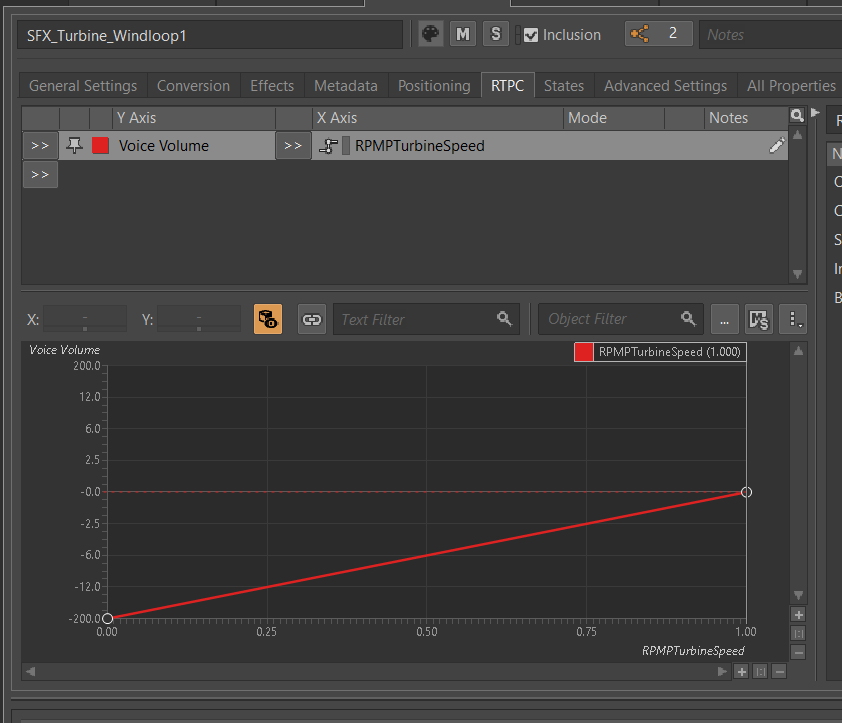 SFX_Turbine_Windloop1 M S Inclusion 2 Notes
General Settings Conversion Effects Metadata Positioning RTPC States Advanced Settings All Properties
Y Axis X Axis Mode Notes
>> Voice Volume >> RPMPTurbineSpeed
>>
X: - Y: - Text Filter Object Filter ... MS
Voice Volume
RPMPTurbineSpeed (1.000)
200.0
12.0
6.0
2.5
-0.0
-2.5
-6.0
-12.0
-200.0
0.00 0.25 0.50 0.75 1.00
RPMPTurbineSpeed